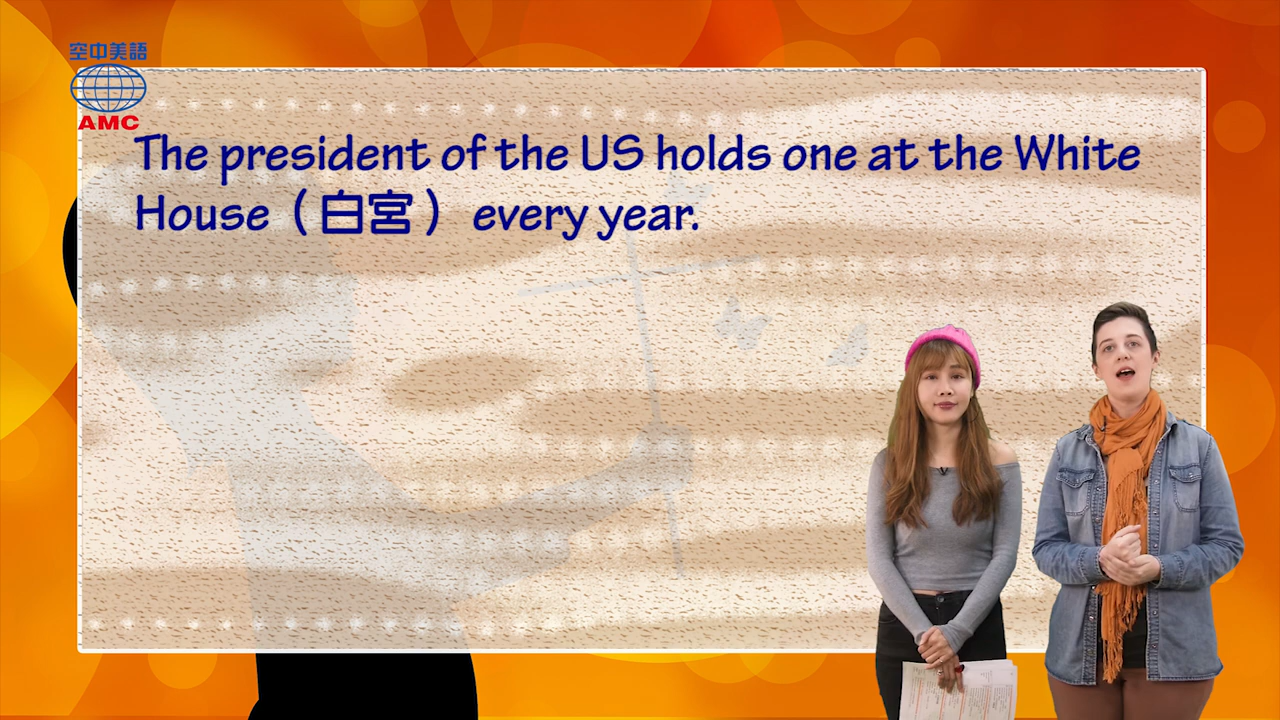 空中美語
AMC
The president of the US holds one at the White
House（白宮） every year.